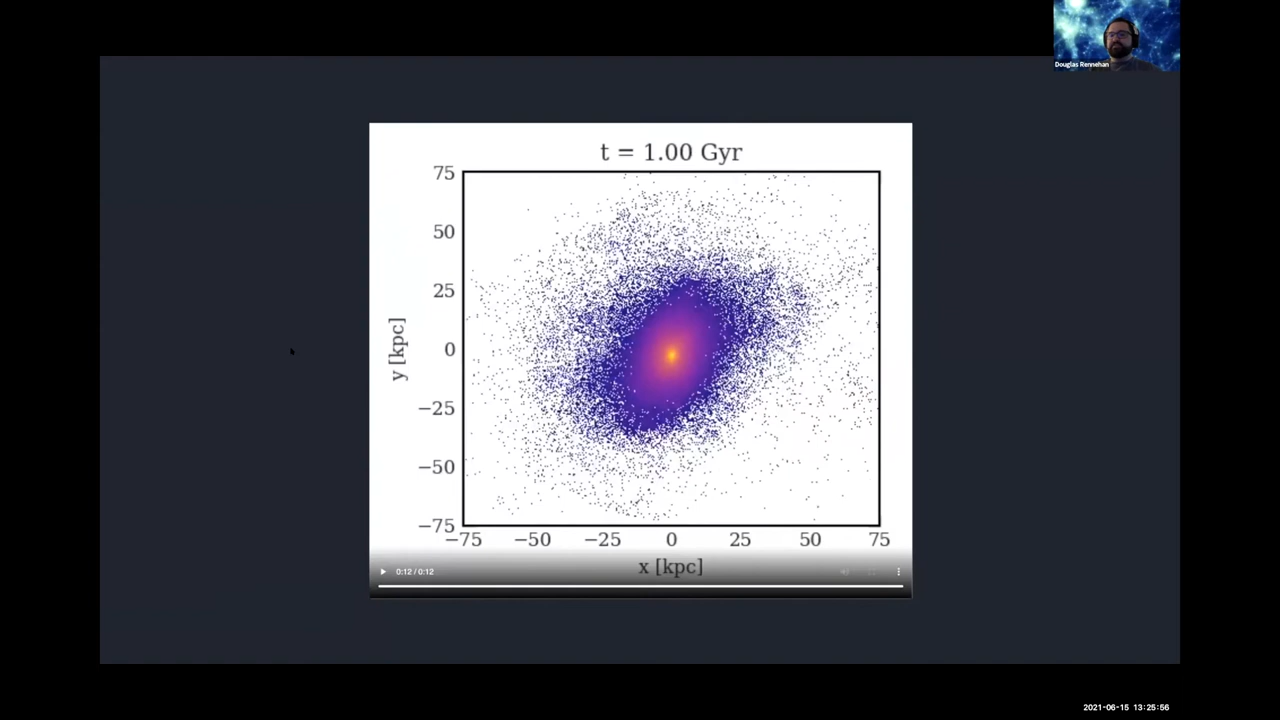 Douglas Rennehan
t = 1.00 Gyr
75
50
25
0
−25
−50
−75
y [kpc]
−75 −50 −25 0 25 50 75
x [kpc]
0:12 / 0:12
2021-06-15 13:25:56